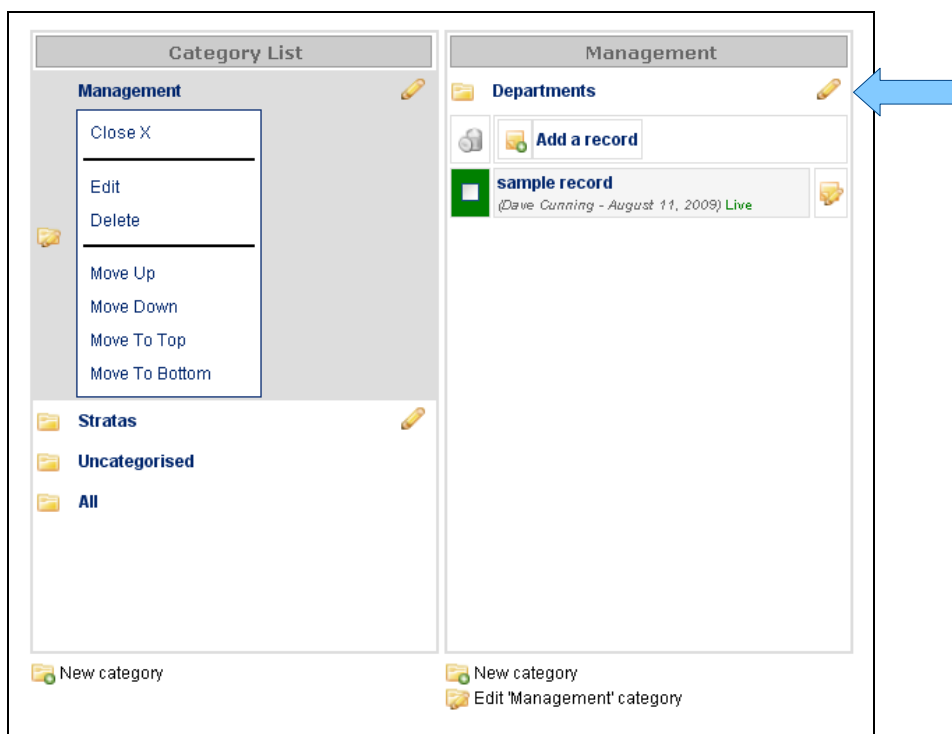 Category List
Management
Close X
Edit
Delete
Move Up
Move Down
Move To Top
Move To Bottom
Stratas
Uncategorised
All
New category
Management
Departments
Add a record
sample record
(Dave Cunning - August 11, 2009) Live
New category
Edit 'Management' category